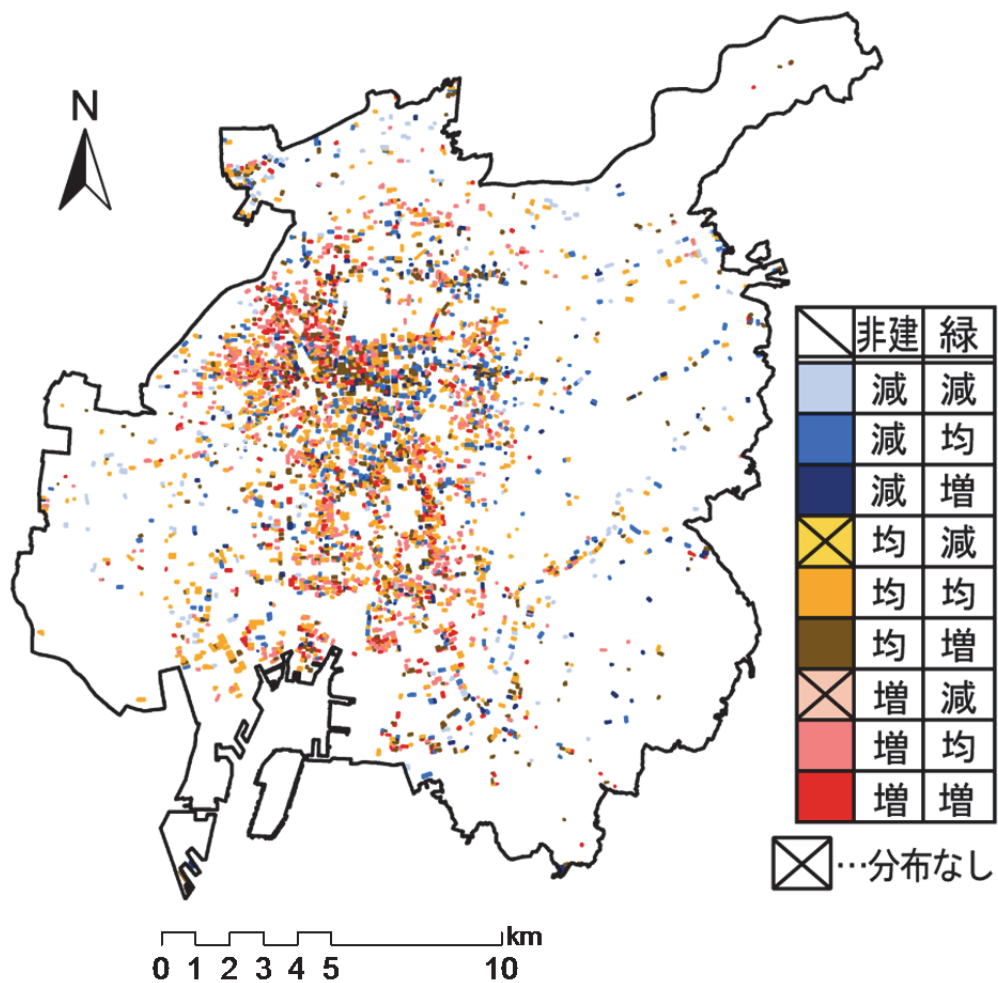 N
非建 緑
減 減
減 均
減 増
均 減
均 均
均 増
増 減
増 均
増 増
…分布なし
km
0 1 2 3 4 5 10